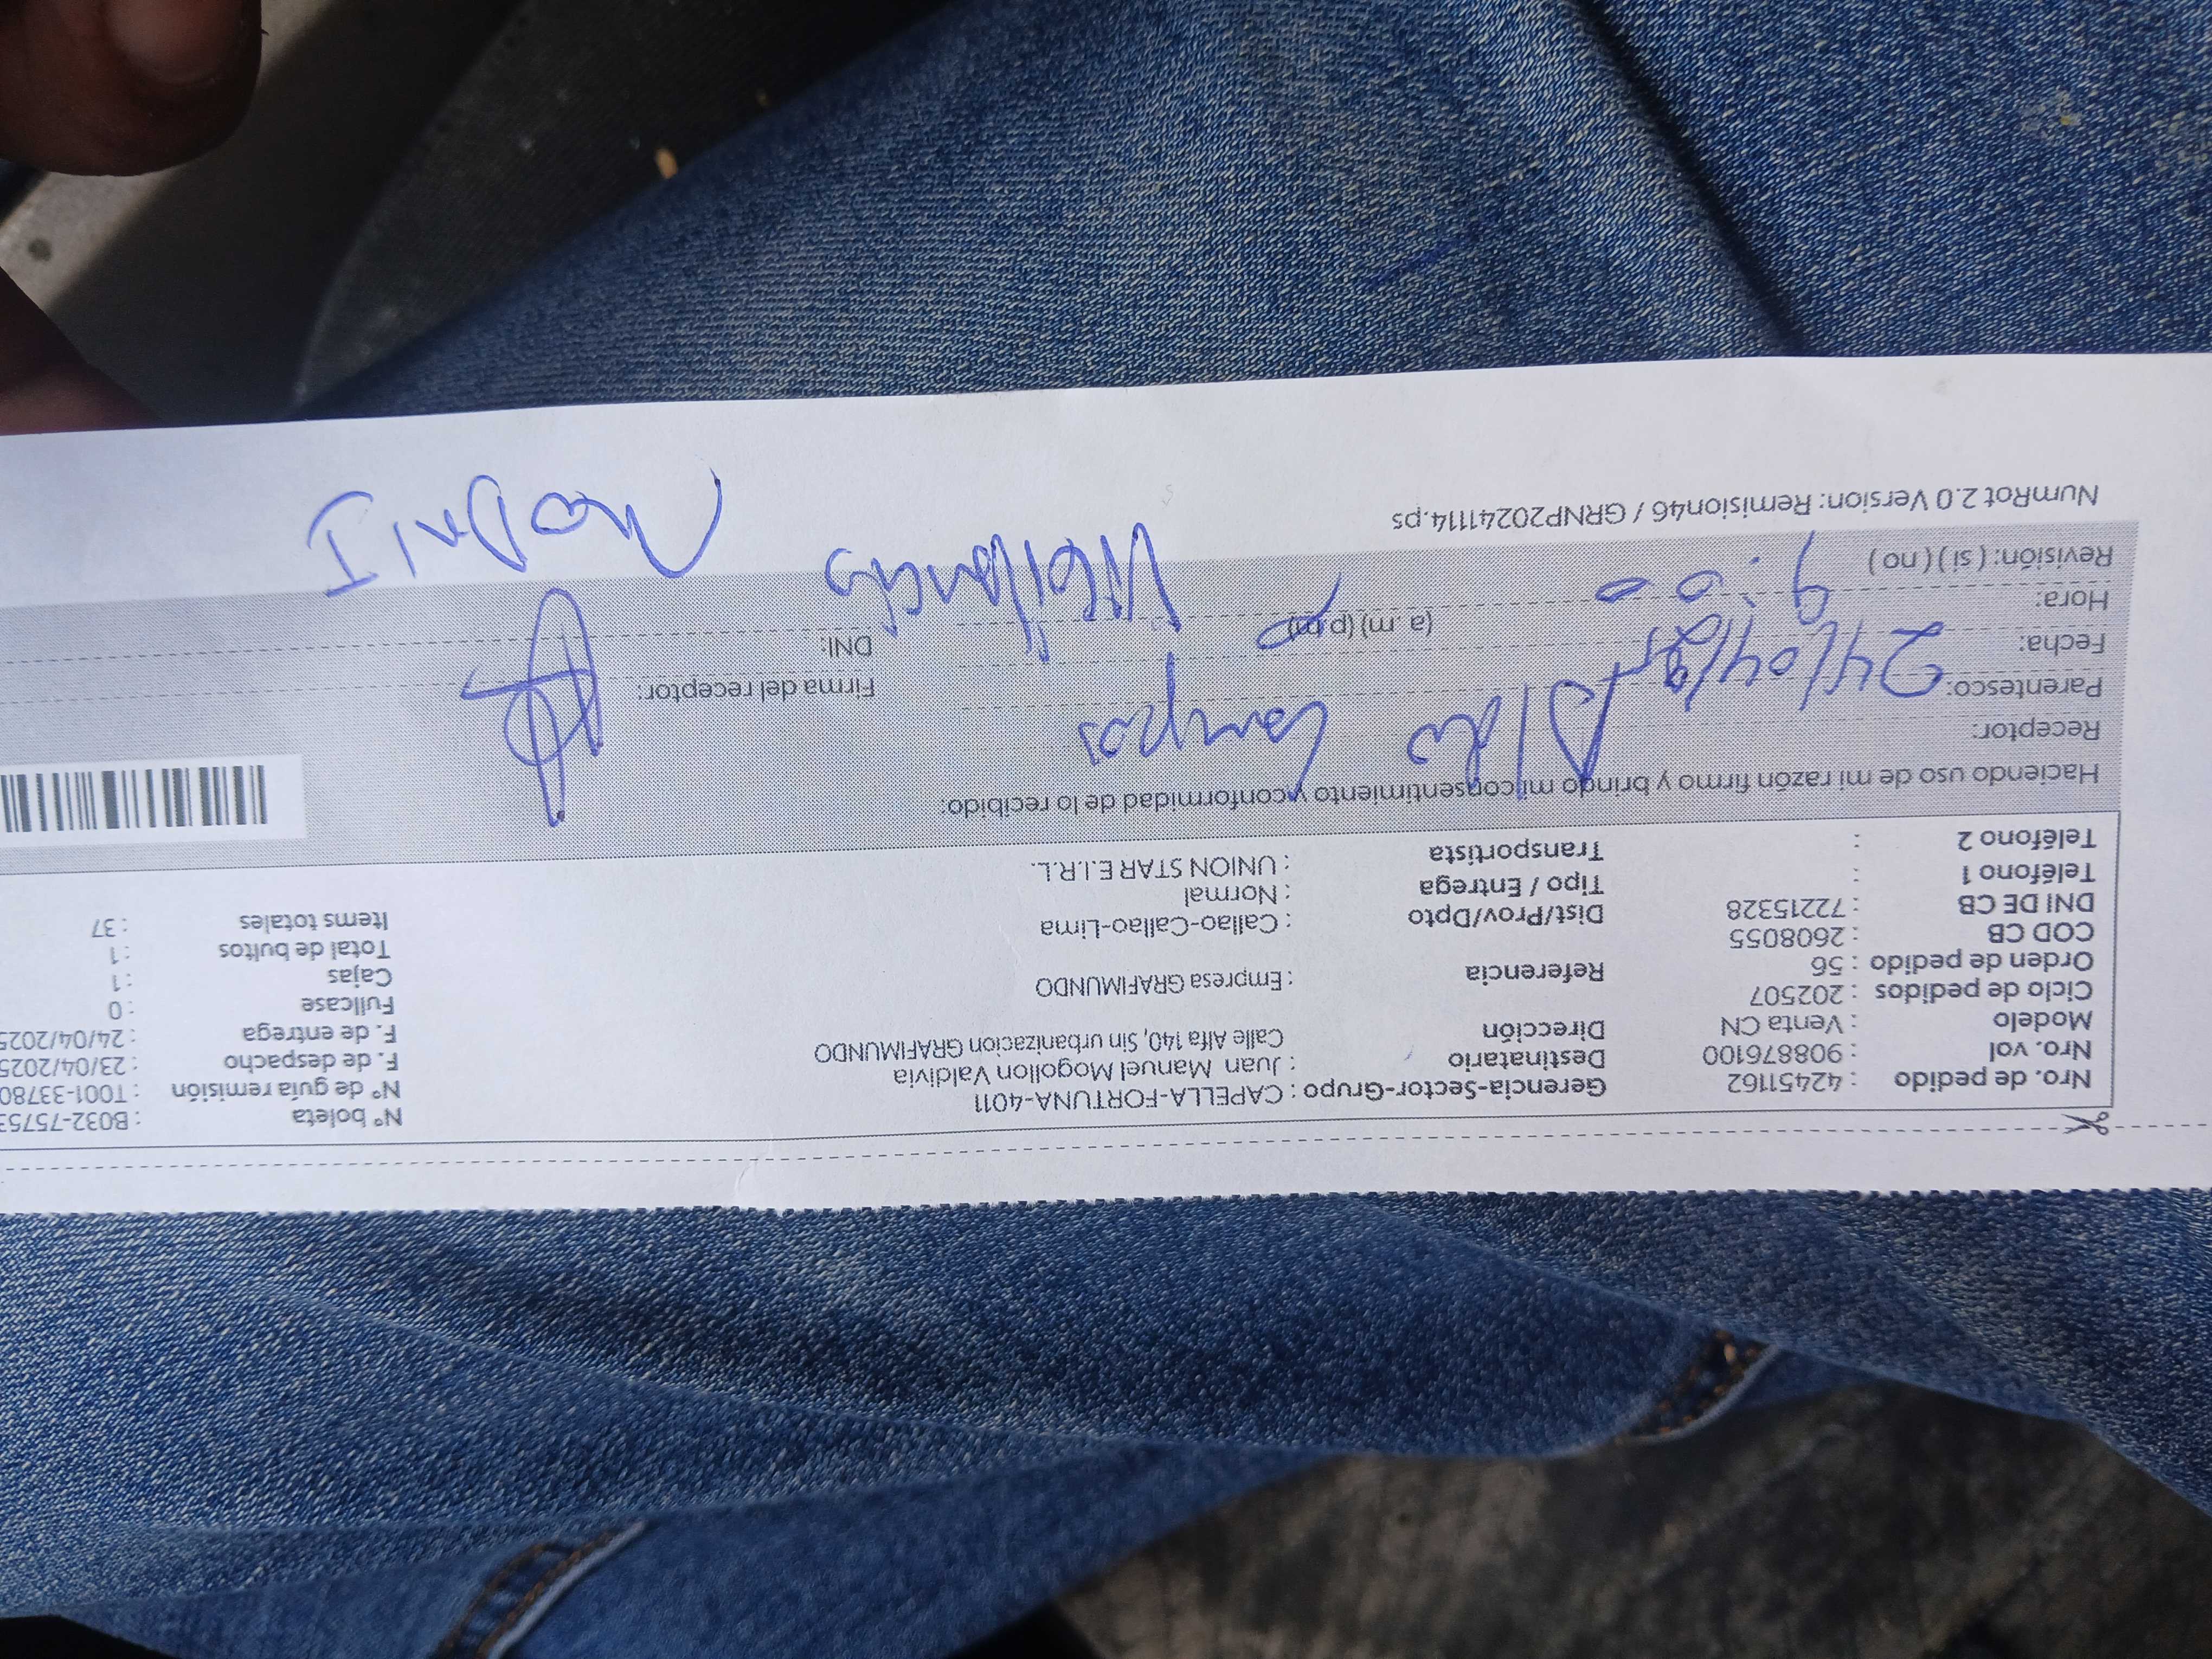 Nro. de pedido : 42451162 Gerencia-Sector-Grupo : CAPELLA-FORTUNA-4011 N° boleta : B032-75753
Nro. vol : 908876100 Destinatario : Juan Manuel Mogollon Valdivia N° de guia remisión : T001-33780
Modelo : Venta CN Dirección Calle Alfa 140, Sin urbanizacion GRAFIMUNDO F. de despacho : 23/04/2025
Ciclo de pedidos : 202507 F. de entrega : 24/04/2025
Orden de pedido : 56 Referencia : Empresa GRAFIMUNDO Fullcase : 0
COD CB : 2608055 Cajas : 1
DNI DE CB : 72215328 Dist/Prov/Dpto : Callao-Callao-Lima Total de bultos : 1
Teléfono 1 : Tipo / Entrega : Normal Items totales : 37
Teléfono 2 : Transportista : UNION STAR E.I.R.L.
Haciendo uso de mi razón firmo y brindo mi consentimiento y conformidad de lo recibido:
Receptor: Aldo Campos
Parentesco: Firma del receptor:
Fecha: 24/04/25 DNI:
Hora: 9:00 (a. m) (p.m) Vigilancia
Revisión: ( si ) ( no ) no DNI
NumRot 2.0 Version: Remision46 / GRNP20241114.ps